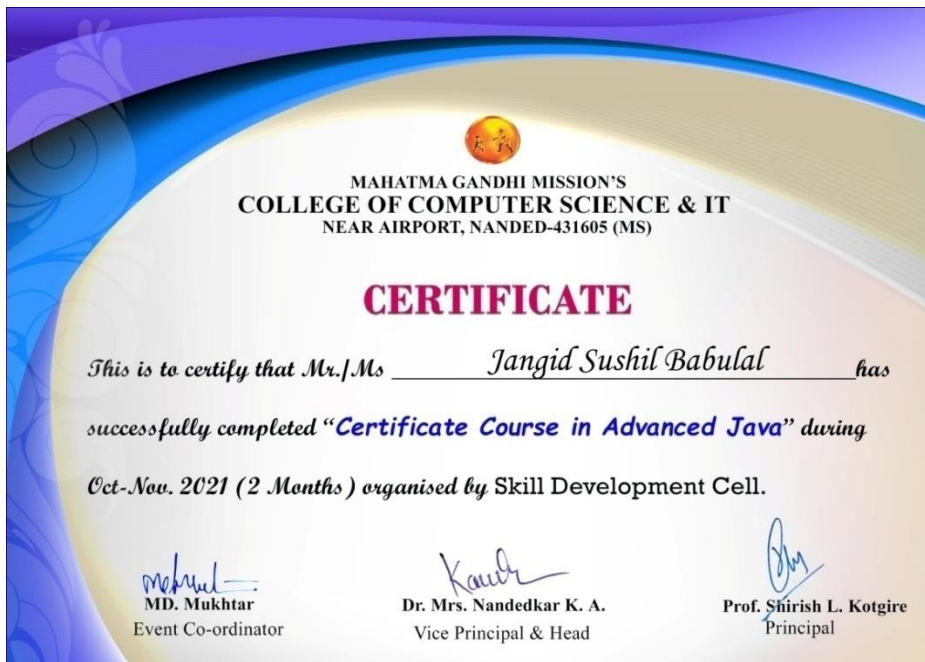 MAHATMA GANDHI MISSION'S
COLLEGE OF COMPUTER SCIENCE & IT
NEAR AIRPORT, NANDED-431605 (MS)
CERTIFICATE
This is to certify that Mr./Ms Jangid Sushil Babulal has
successfully completed “Certificate Course in Advanced Java” during
Oct-Nov. 2021 (2 Months) organised by Skill Development Cell.
MD. Mukhtar
Event Co-ordinator
Dr. Mrs. Nandedkar K. A.
Vice Principal & Head
Prof. Shirish L. Kotgire
Principal